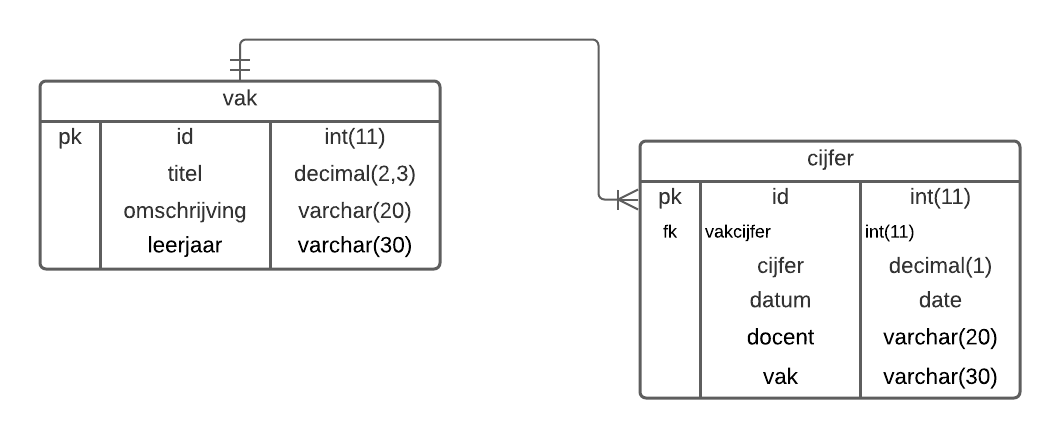 vak
pk id int(11)
titel decimal(2,3)
omschrijving varchar(20)
leerjaar varchar(30)
cijfer
pk id int(11)
fk vakcijfer int(11)
cijfer decimal(1)
datum date
docent varchar(20)
vak varchar(30)